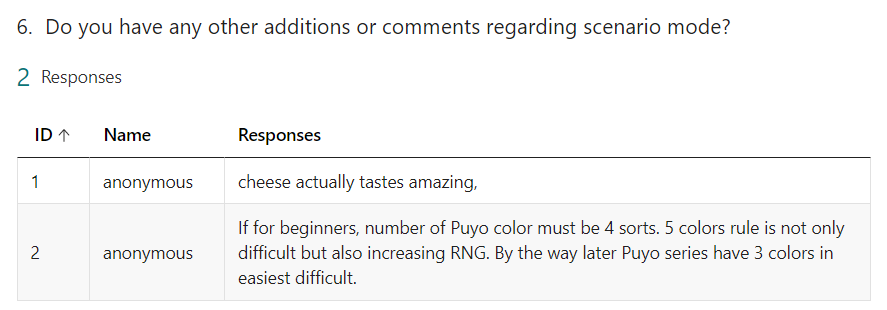 6. Do you have any other additions or comments regarding scenario mode?
2 Responses
ID ↑ Name Responses
1 anonymous cheese actually tastes amazing,
If for beginners, number of Puyo color must be 4 sorts. 5 colors rule is not only
2 anonymous difficult but also increasing RNG. By the way later Puyo series have 3 colors in
easiest difficult.